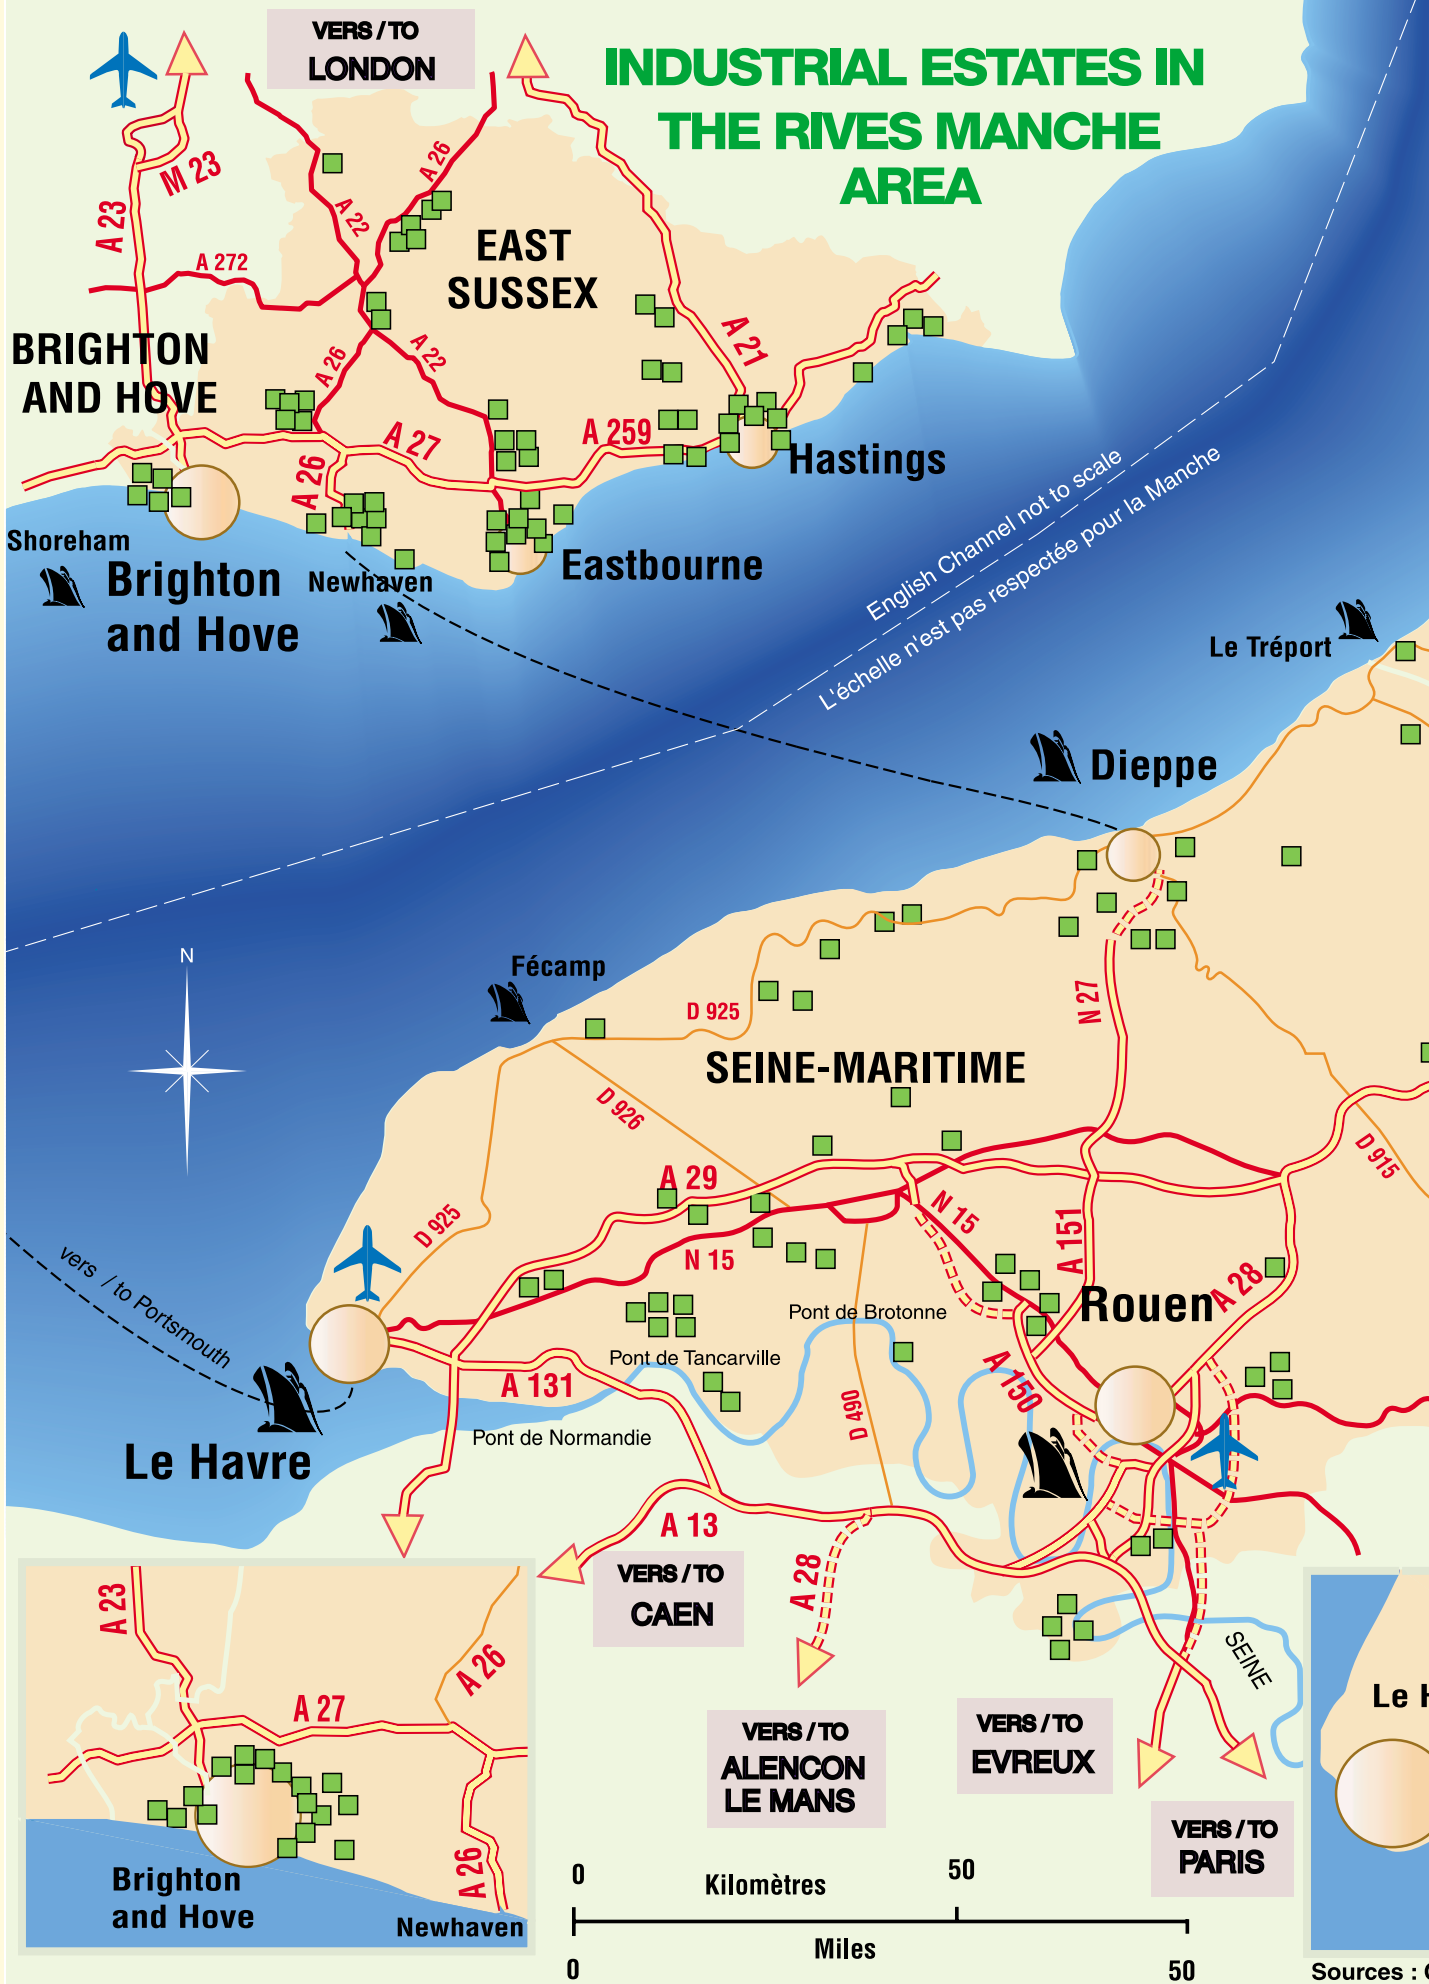 VERS / TO
LONDON
INDUSTRIAL ESTATES IN
THE RIVES MANCHE
AREA
M 23
A 23
A 22
A 26
A 272
EAST
SUSSEX
BRIGHTON
AND HOVE
A 26
A 22
A 21
A 27
A 259
A 26
Hastings
Shoreham
Brighton
and Hove
Newhaven
Eastbourne
English Channel not to scale
L'échelle n'est pas respectée pour la Manche
Le Tréport
Dieppe
N
Fécamp
D 925
N 27
SEINE-MARITIME
D 926
D 915
A 29
D 925
N 15
N 15
A 151
A 28
vers / to Portsmouth
Rouen
Pont de Brotonne
Pont de Tancarville
A 131
A 150
D 490
Pont de Normandie
Le Havre
A 13
A 28
VERS / TO
CAEN
SEINE
A 23
A 26
A 27
A 26
Brighton
and Hove
Newhaven
VERS / TO
ALENCON
LE MANS
VERS / TO
EVREUX
VERS / TO
PARIS
Le H
0
Kilomètres
50
Miles
0
50
Sources :